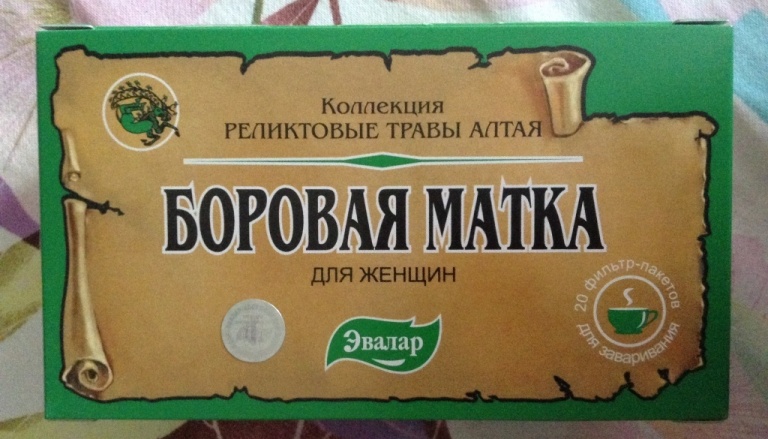 Коллекция
РЕЛИКТОВЫЕ ТРАВЫ АЛТАЯ
БОРОВАЯ МАТКА
ДЛЯ ЖЕНЩИН
Эвалар
20 фильтр-пакетов
для заваривания